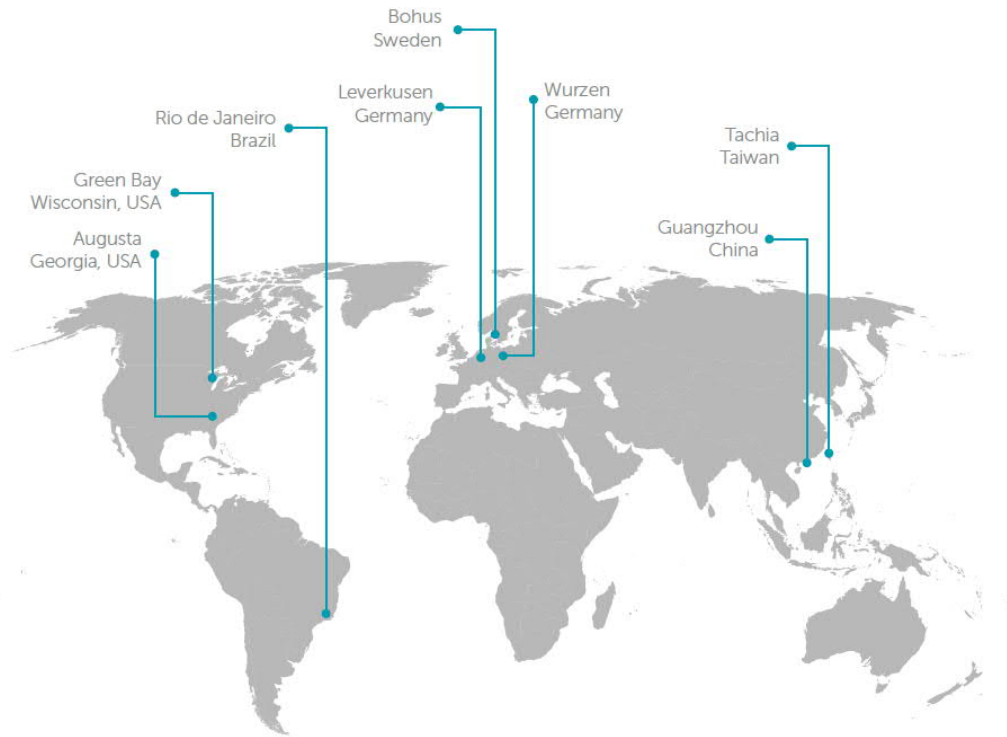 Bohus
Sweden
Leverkusen
Germany
Wurzen
Germany
Rio de Janeiro
Brazil
Tachia
Taiwan
Green Bay
Wisconsin, USA
Guangzhou
China
Augusta
Georgia, USA